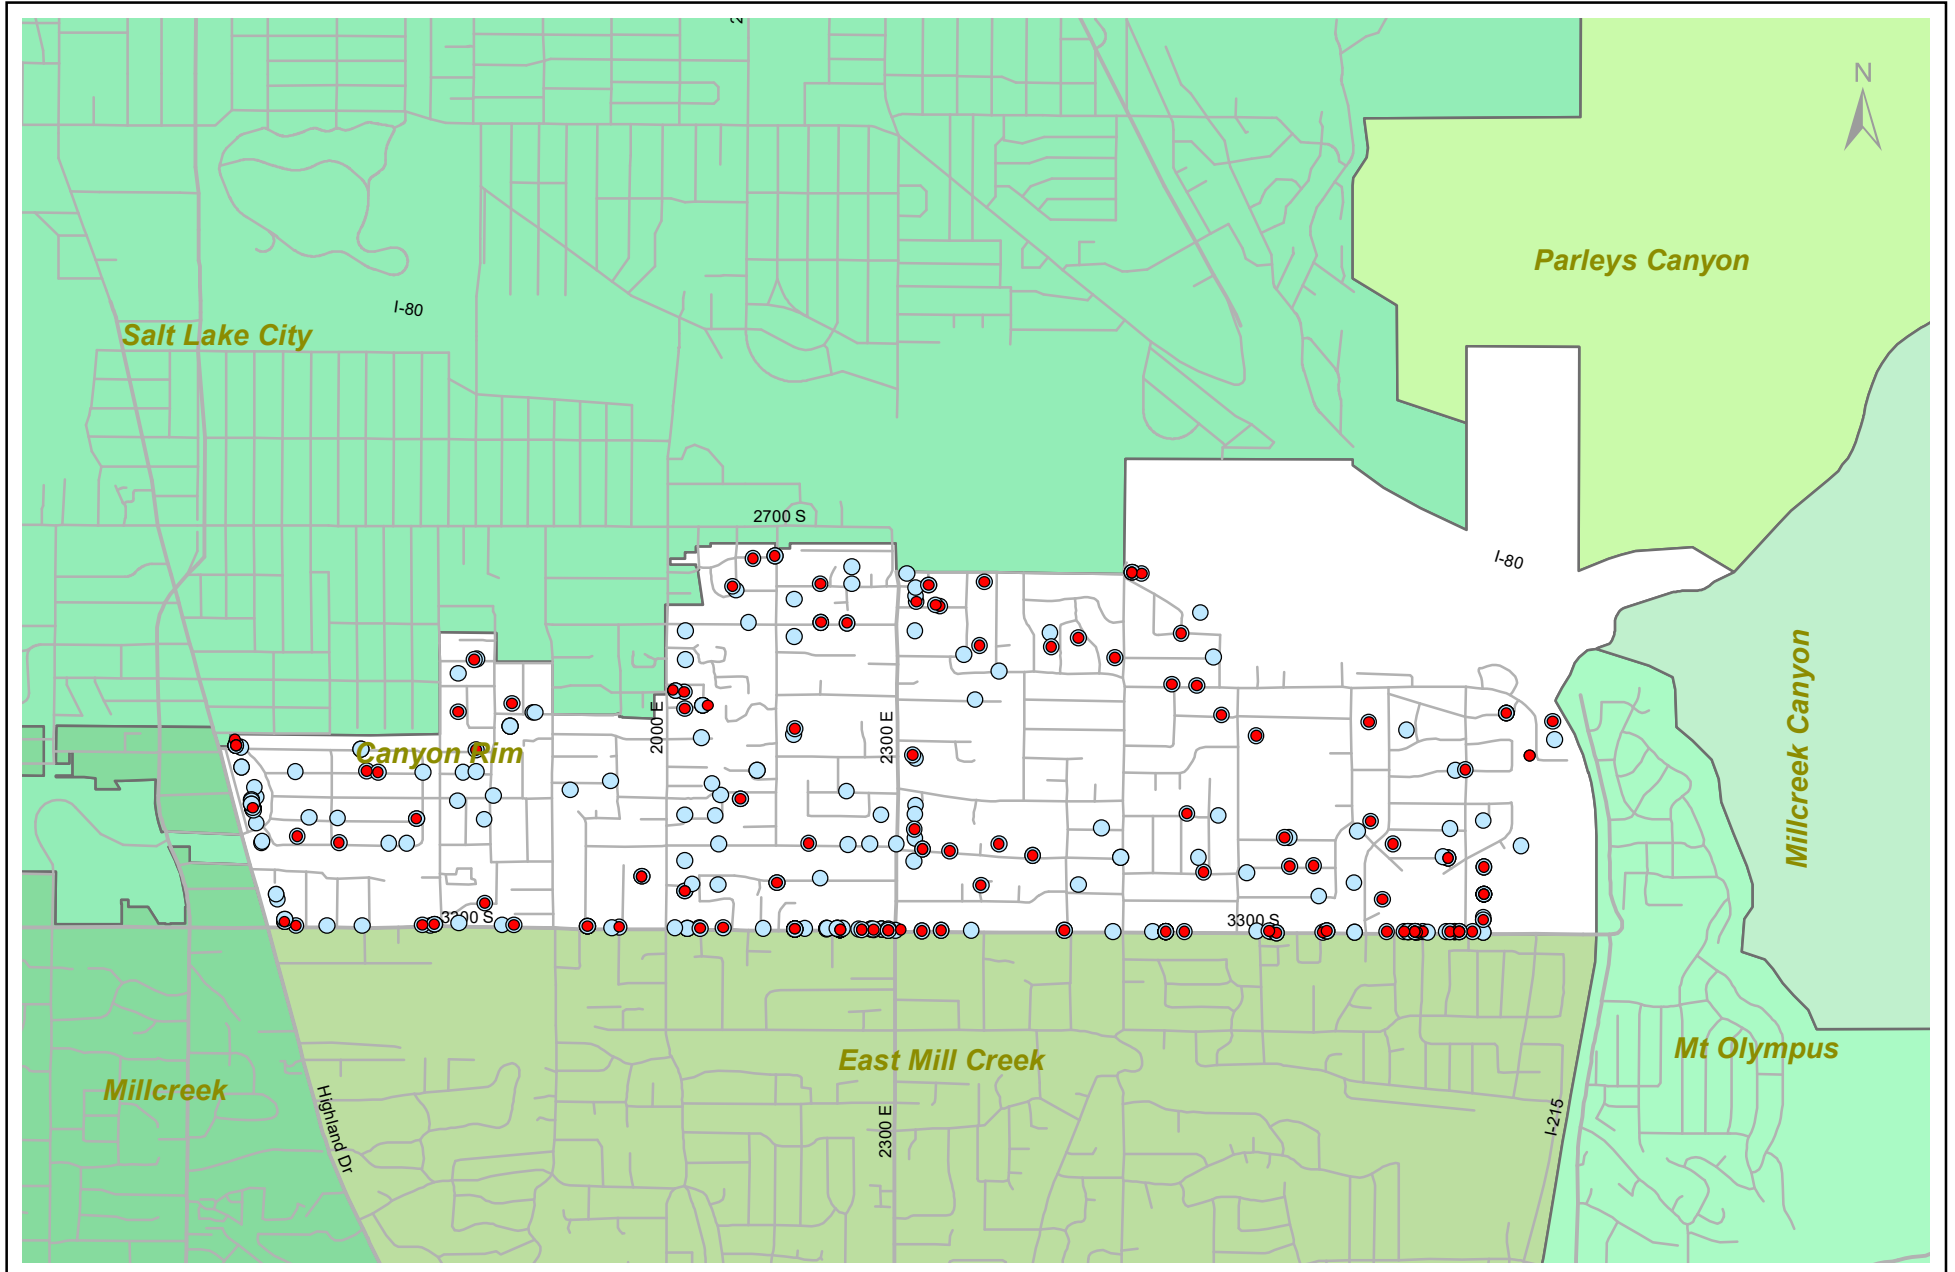 N
Parleys Canyon
I-80
Salt Lake City
2700 S
I-80
2000 E
2300 E
Canyon Rim
Millcreek Canyon
3300 S
3300 S
East Mill Creek
Mt Olympus
Millcreek
Highland Dr
2300 E
I-215